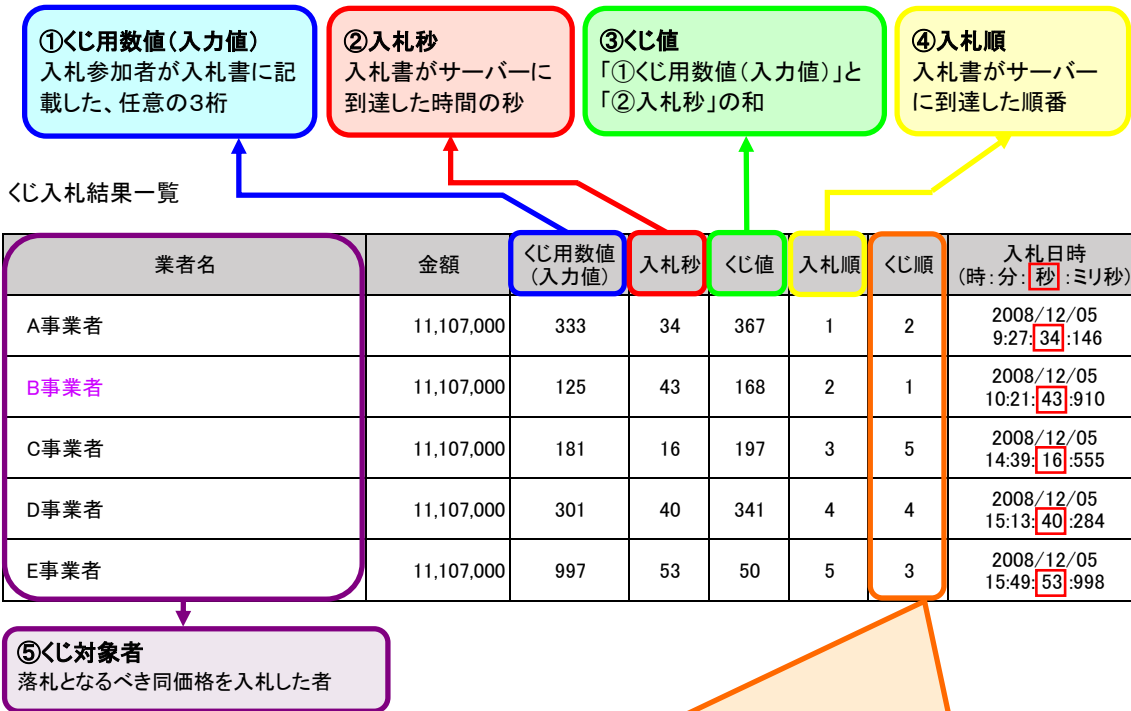 ①くじ用数値(入力値)
入札参加者が入札書に記
載した、任意の3桁
②入札秒
入札書がサーバーに
到達した時間の秒
③くじ値
「①くじ用数値(入力値)」と
「②入札秒」の和
④入札順
入札書がサーバー
に到達した順番
くじ入札結果一覧
業者名 金額 くじ用数値 入札秒 くじ値 入札順 くじ順 入札日時
(入力値) (時:分:秒:ミリ秒)
A事業者 11,107,000 333 34 367 1 2 2008/12/05
9:27:34:146
B事業者 11,107,000 125 43 168 2 1 2008/12/05
10:21:43:910
C事業者 11,107,000 181 16 197 3 5 2008/12/05
14:39:16:555
D事業者 11,107,000 301 40 341 4 4 2008/12/05
15:13:40:284
E事業者 11,107,000 997 53 50 5 3 2008/12/05
15:49:53:998
⑤くじ対象者
落札となるべき同価格を入札した者